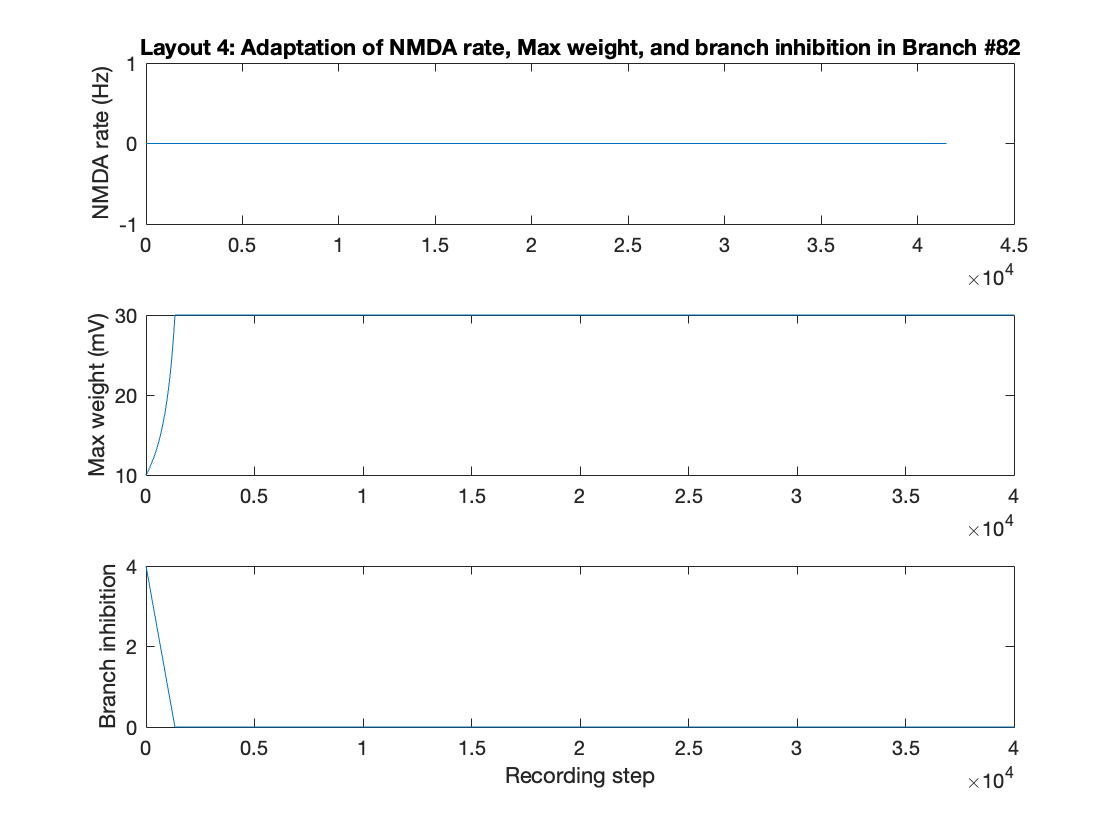 Layout 4: Adaptation of NMDA rate, Max weight, and branch inhibition in Branch #82
NMDA rate (Hz)
1
0
-1
0 0.5 1 1.5 2 2.5 3 3.5 4 4.5
×10^4
Max weight (mV)
30
20
10
0 0.5 1 1.5 2 2.5 3 3.5 4
×10^4
Branch inhibition
4
2
0
0 0.5 1 1.5 2 2.5 3 3.5 4
Recording step
×10^4